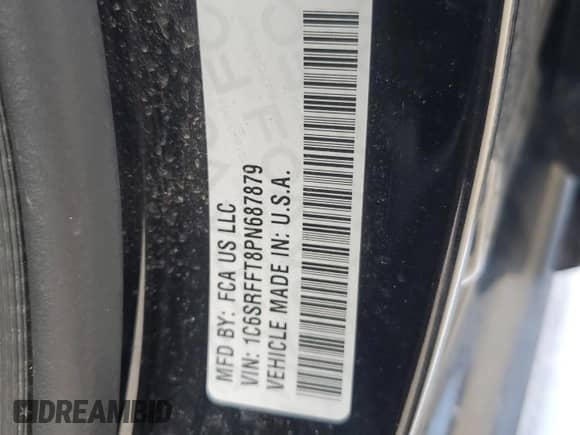 MFD BY: FCA US LLC
VIN: 1C6SRFFT8PN687879
VEHICLE MADE IN: U.S.A.
DREAMBID